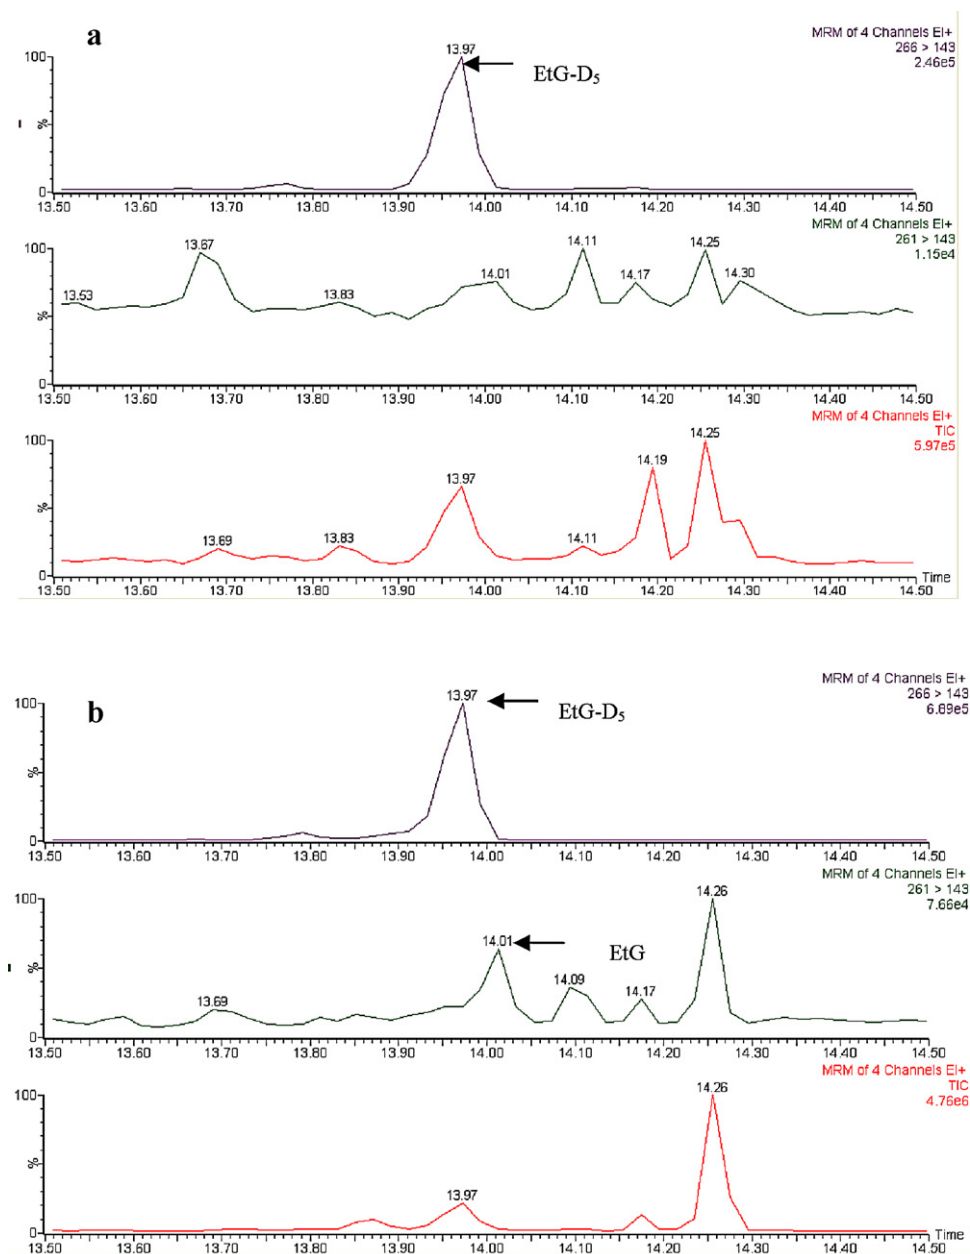 a
MRM of 4 Channels EI+
266 > 143
2.46e5
100
13.97
EtG-D5
%
0
13.50 13.60 13.70 13.80 13.90 14.00 14.10 14.20 14.30 14.40 14.50
MRM of 4 Channels EI+
261 > 143
1.15e4
100
13.53 13.67 13.83 14.01 14.11 14.17 14.25 14.30
%
0
13.50 13.60 13.70 13.80 13.90 14.00 14.10 14.20 14.30 14.40 14.50
MRM of 4 Channels EI+
TIC
5.97e5
100
13.69 13.83 13.97 14.11 14.19 14.25
%
0
Time
13.50 13.60 13.70 13.80 13.90 14.00 14.10 14.20 14.30 14.40 14.50
b
MRM of 4 Channels EI+
266 > 143
6.89e5
100
13.97
EtG-D5
%
0
13.50 13.60 13.70 13.80 13.90 14.00 14.10 14.20 14.30 14.40 14.50
MRM of 4 Channels EI+
261 > 143
7.66e4
100
13.69 14.01 14.09 14.17 14.26
EtG
%
0
13.50 13.60 13.70 13.80 13.90 14.00 14.10 14.20 14.30 14.40 14.50
MRM of 4 Channels EI+
TIC
4.76e6
100
13.97 14.26
%
0
Time
13.50 13.60 13.70 13.80 13.90 14.00 14.10 14.20 14.30 14.40 14.50